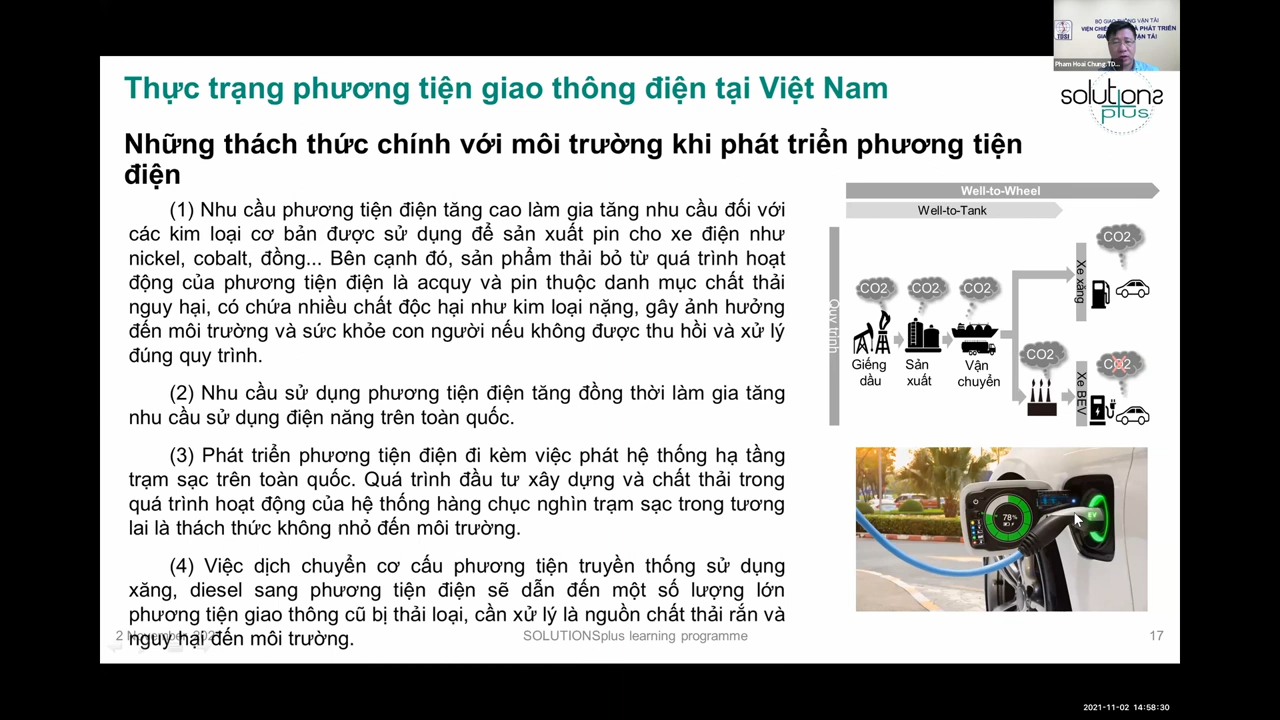 BỘ GIAO THÔNG VẬN TẢI
TDSI
Pham Hoai Chung.TD...
solutions
plus
Thực trạng phương tiện giao thông điện tại Việt Nam
Những thách thức chính với môi trường khi phát triển phương tiện
điện
(1) Nhu cầu phương tiện điện tăng cao làm gia tăng nhu cầu đối với
các kim loại cơ bản được sử dụng để sản xuất pin cho xe điện như
nickel, cobalt, đồng... Bên cạnh đó, sản phẩm thải bỏ từ quá trình hoạt
động của phương tiện điện là acquy và pin thuộc danh mục chất thải
nguy hại, có chứa nhiều chất độc hại như kim loại nặng, gây ảnh hưởng
đến môi trường và sức khỏe con người nếu không được thu hồi và xử lý
đúng quy trình.
(2) Nhu cầu sử dụng phương tiện điện tăng đồng thời làm gia tăng
nhu cầu sử dụng điện năng trên toàn quốc.
(3) Phát triển phương tiện điện đi kèm việc phát hệ thống hạ tầng
trạm sạc trên toàn quốc. Quá trình đầu tư xây dựng và chất thải trong
quá trình hoạt động của hệ thống hàng chục nghìn trạm sạc trong tương
lai là thách thức không nhỏ đến môi trường.
(4) Việc dịch chuyển cơ cấu phương tiện truyền thống sử dụng
xăng, diesel sang phương tiện điện sẽ dẫn đến một số lượng lớn
phương tiện giao thông cũ bị thải loại, cần xử lý là nguồn chất thải rắn và
nguy hại đến môi trường.
Well-to-Wheel
Well-to-Tank
Quy trình
CO2
CO2
CO2
CO2
CO2
CO2
Giếng
dầu
Sản
xuất
Vận
chuyển
Xe xăng
Xe BEV
78%
EV
2 November
SOLUTIONSplus learning programme
17
2021-11-02 14:58:30